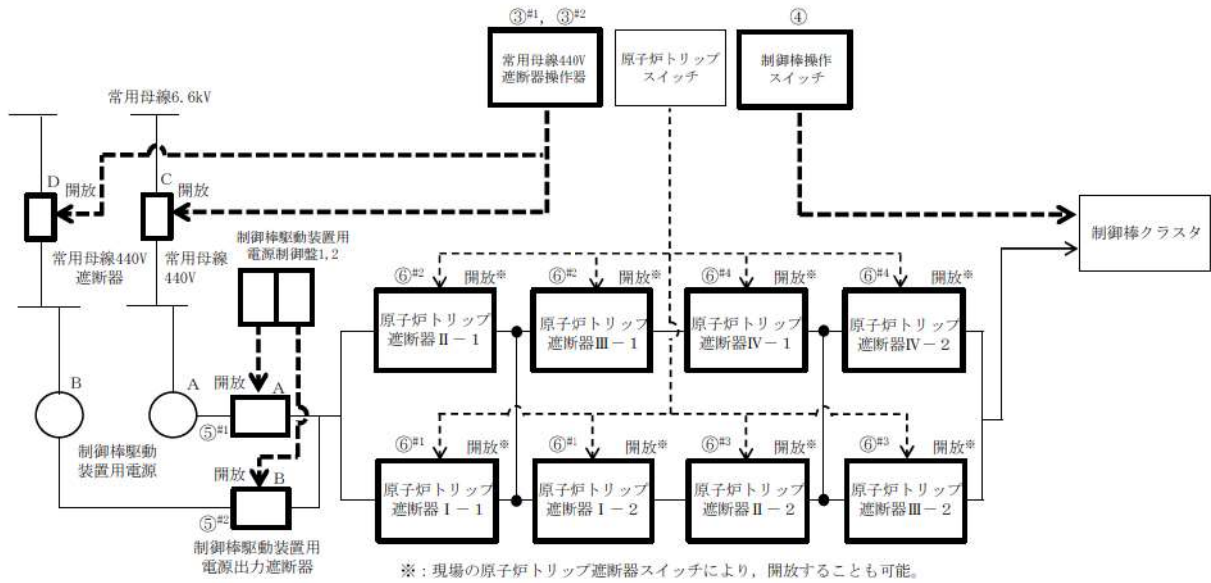 ③#1, ③#2
常用母線440V
遮断器操作器
原子炉トリップ
スイッチ
④
制御棒操作
スイッチ
常用母線6.6kV
D
開放
C
開放
常用母線440V
遮断器
常用母線
440V
制御棒駆動装置用
電源制御盤1,2
制御棒クラスタ
⑥#2
開放※
原子炉トリップ
遮断器Ⅱ-1
⑥#2
開放※
原子炉トリップ
遮断器Ⅲ-1
⑥#4
開放※
原子炉トリップ
遮断器Ⅳ-1
⑥#4
開放※
原子炉トリップ
遮断器Ⅳ-2
B
A
開放
A
⑤#1
制御棒駆動
装置用電源
開放
B
⑤#2
制御棒駆動装置用
電源出力遮断器
⑥#1
開放※
原子炉トリップ
遮断器Ⅰ-1
⑥#1
開放※
原子炉トリップ
遮断器Ⅰ-2
⑥#3
開放※
原子炉トリップ
遮断器Ⅱ-2
⑥#3
開放※
原子炉トリップ
遮断器Ⅲ-2
※:現場の原子炉トリップ遮断器スイッチにより,開放することも可能。